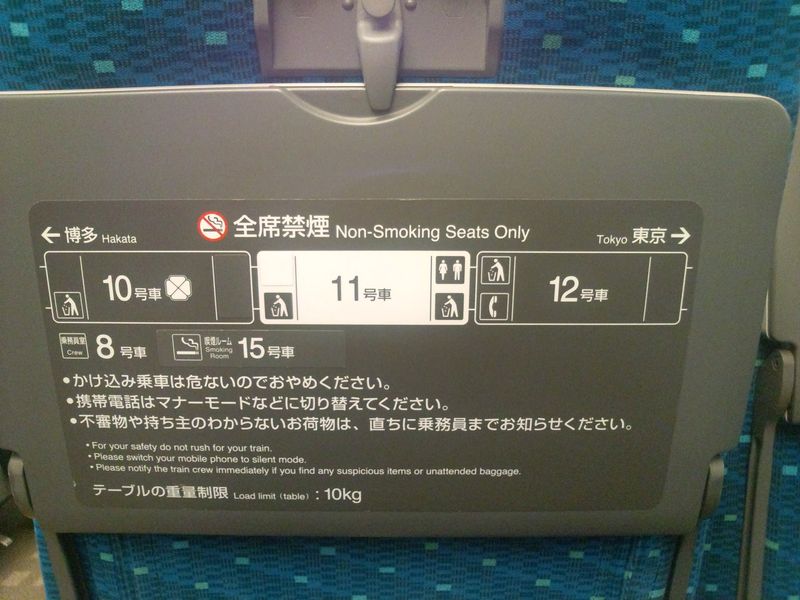 ← 博多 Hakata 全席禁煙 Non-Smoking Seats Only Tokyo 東京 →
10号車 11号車 12号車
乗務員室 Crew 8号車 喫煙ルーム Smoking Room 15号車
•かけ込み乗車は危ないのでおやめください。
•携帯電話はマナーモードなどに切り替えてください。
•不審物や持ち主のわからないお荷物は、直ちに乗務員までお知らせください。
• For your safety do not rush for your train.
• Please switch your mobile phone to silent mode.
• Please notify the train crew immediately if you find any suspicious items or unattended baggage.
テーブルの重量制限 Load limit (table) : 10kg